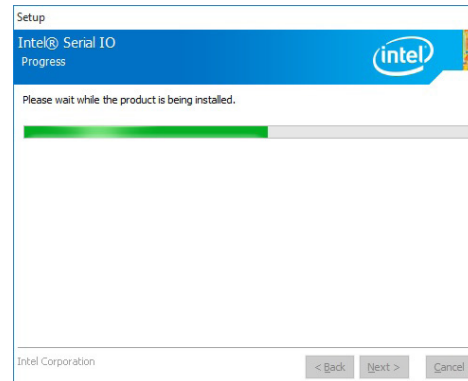 Setup
Intel® Serial IO
Progress
intel
Please wait while the product is being installed.
Intel Corporation
< Back Next > Cancel